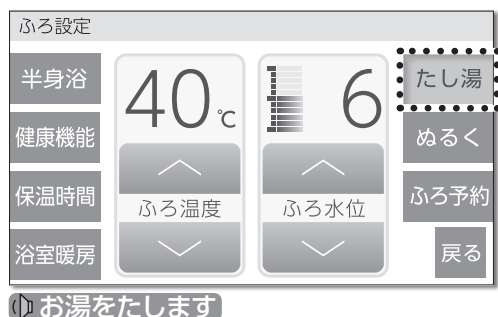 ふろ設定
半身浴
健康機能
保温時間
浴室暖房
40℃
ふろ温度
6
ふろ水位
たし湯
ぬるく
ふろ予約
戻る
お湯をたします